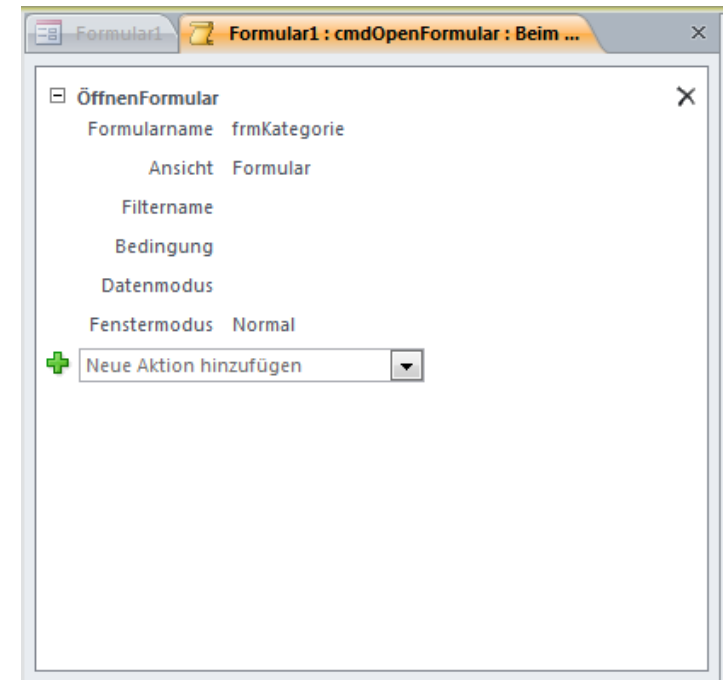 Formular1
Formular1 : cmdOpenFormular : Beim ...
ÖffnenFormular
Formularname frmKategorie
Ansicht Formular
Filtername
Bedingung
Datenmodus
Fenstermodus Normal
Neue Aktion hinzufügen